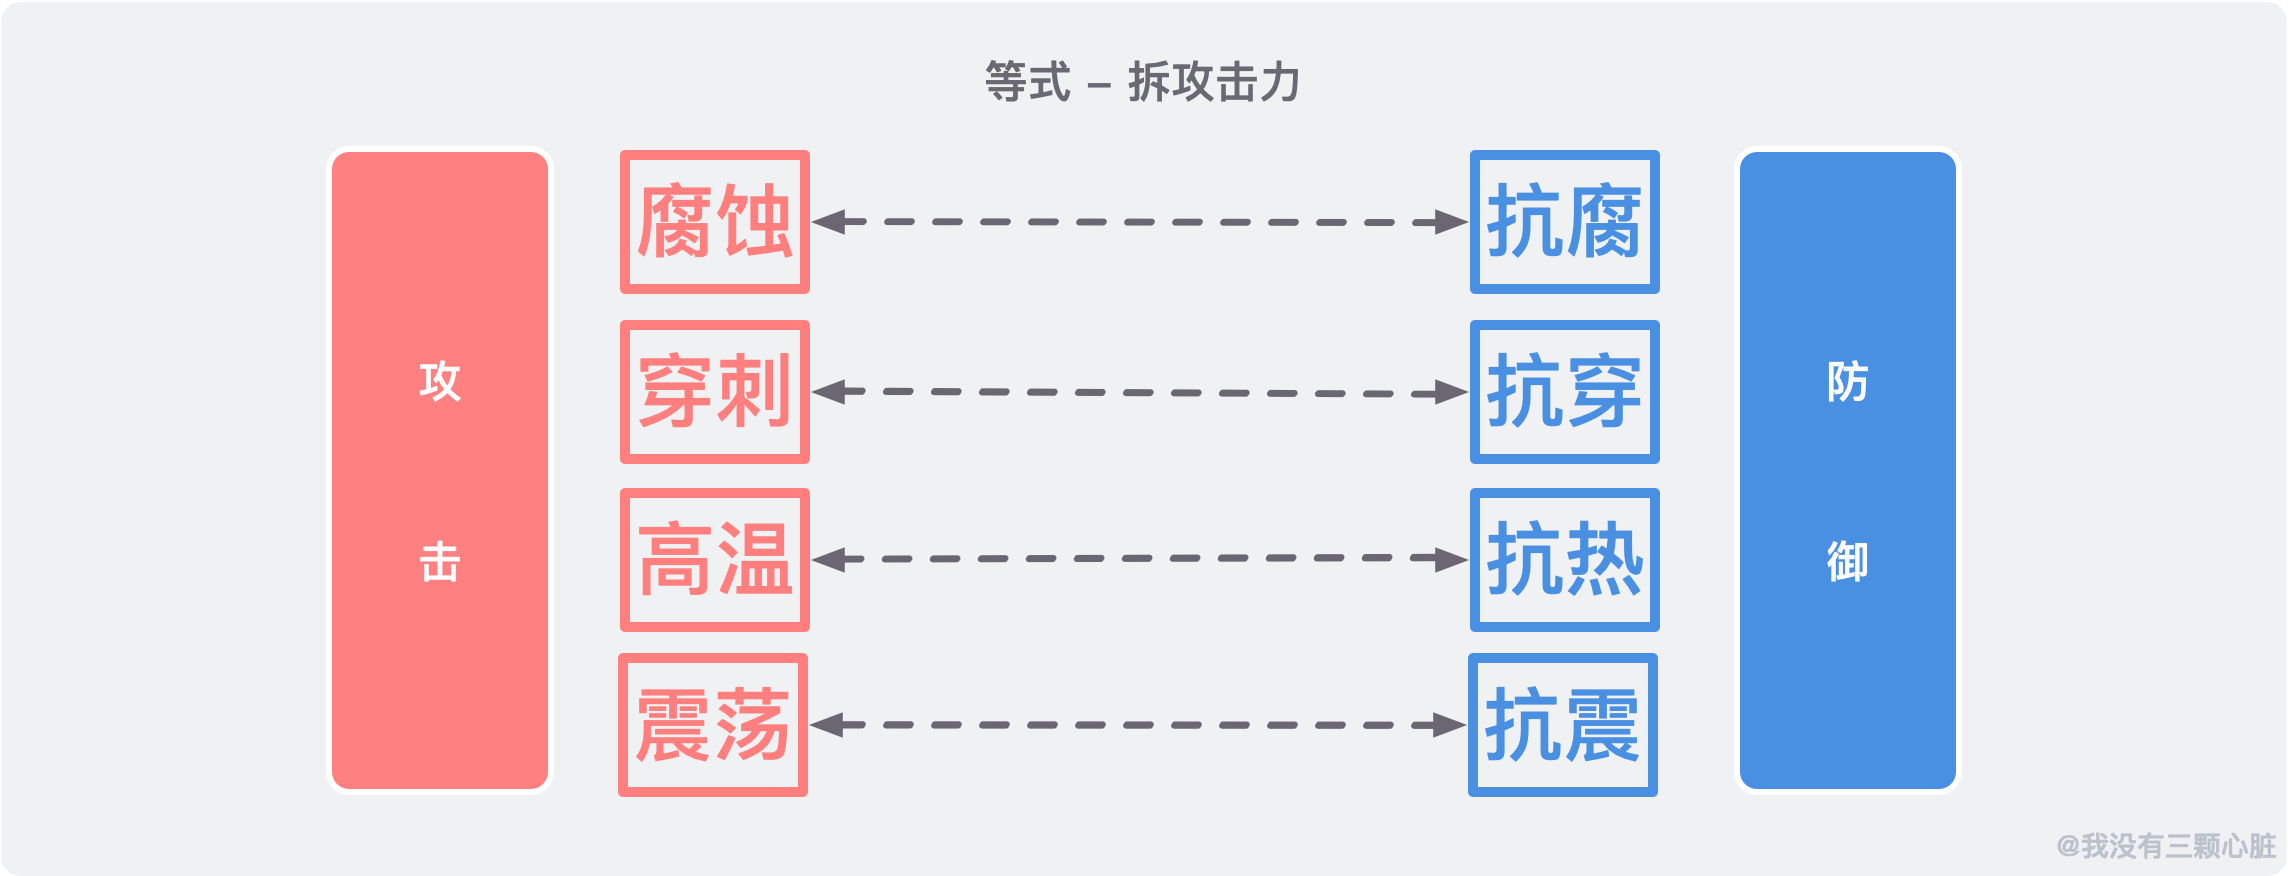 等式 – 拆攻击力
攻
击
腐蚀
抗腐
穿刺
抗穿
高温
抗热
震荡
抗震
防
御
@我没有三颗心脏